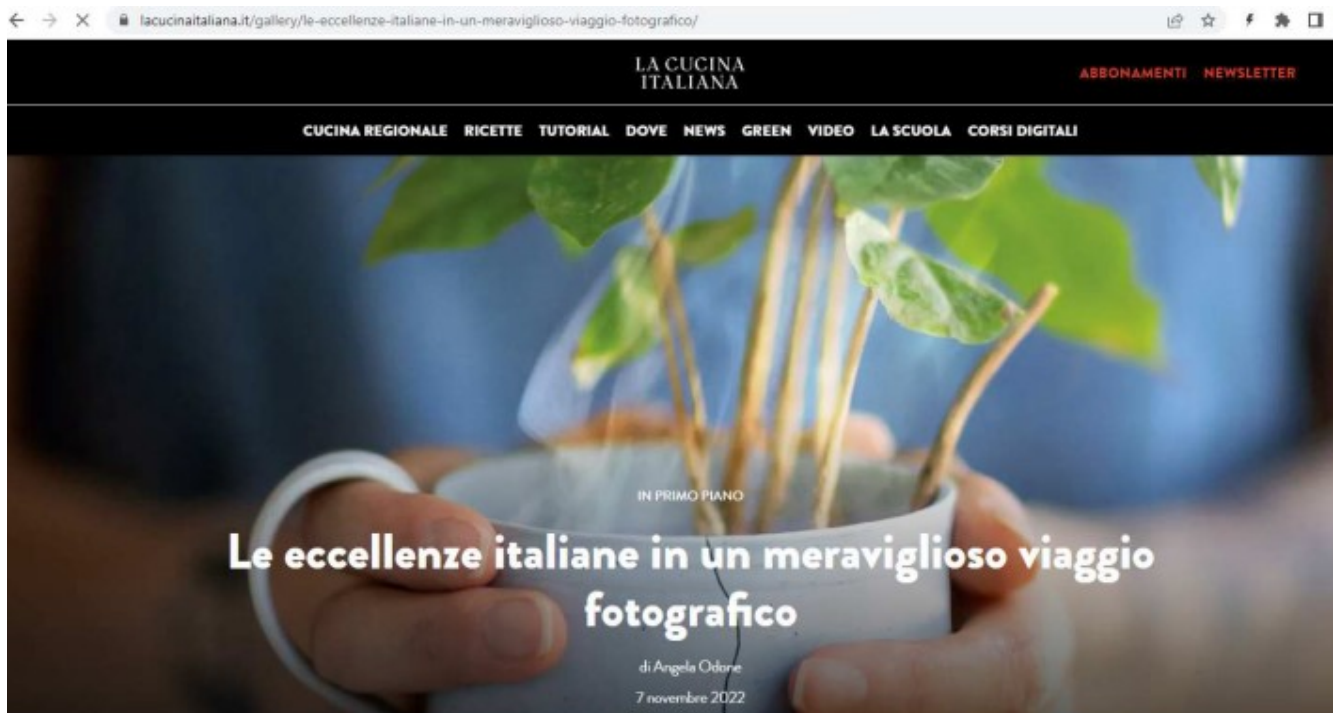 lacucinaitaliana.it/gallery/le-eccellenze-italiane-in-un-meraviglioso-viaggio-fotografico/
LA CUCINA
ITALIANA
ABBONAMENTI NEWSLETTER
CUCINA REGIONALE RICETTE TUTORIAL DOVE NEWS GREEN VIDEO LA SCUOLA CORSI DIGITALI
IN PRIMO PIANO
Le eccellenze italiane in un meraviglioso viaggio
fotografico
di Angela Odone
7 novembre 2022